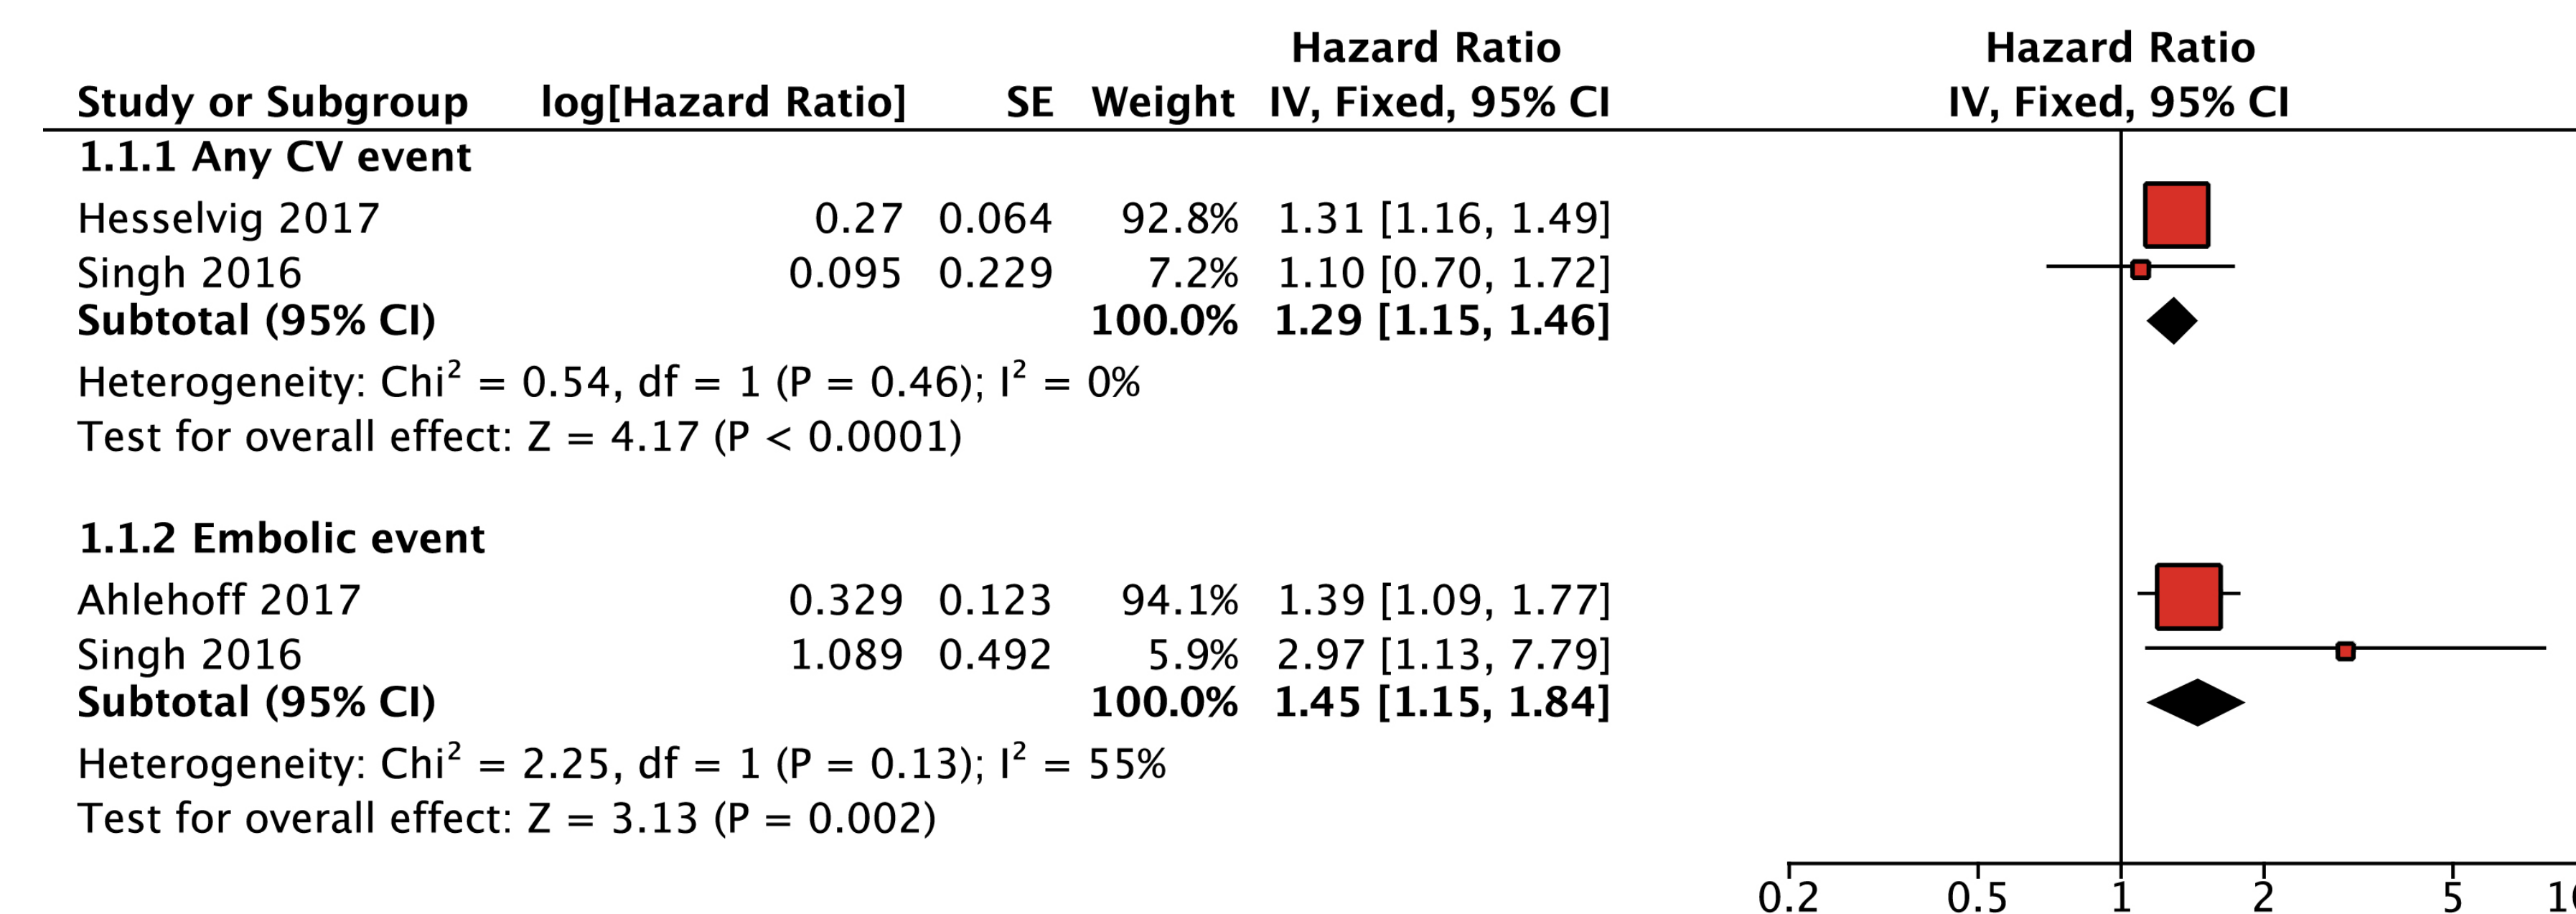 Hazard Ratio Hazard Ratio
Study or Subgroup log[Hazard Ratio] SE Weight IV, Fixed, 95% CI IV, Fixed, 95% CI
1.1.1 Any CV event
Hesselvig 2017 0.27 0.064 92.8% 1.31 [1.16, 1.49]
Singh 2016 0.095 0.229 7.2% 1.10 [0.70, 1.72]
Subtotal (95% CI) 100.0% 1.29 [1.15, 1.46]
Heterogeneity: Chi² = 0.54, df = 1 (P = 0.46); I² = 0%
Test for overall effect: Z = 4.17 (P < 0.0001)
1.1.2 Embolic event
Ahlehoff 2017 0.329 0.123 94.1% 1.39 [1.09, 1.77]
Singh 2016 1.089 0.492 5.9% 2.97 [1.13, 7.79]
Subtotal (95% CI) 100.0% 1.45 [1.15, 1.84]
Heterogeneity: Chi² = 2.25, df = 1 (P = 0.13); I² = 55%
Test for overall effect: Z = 3.13 (P = 0.002)
0.2 0.5 1 2 5